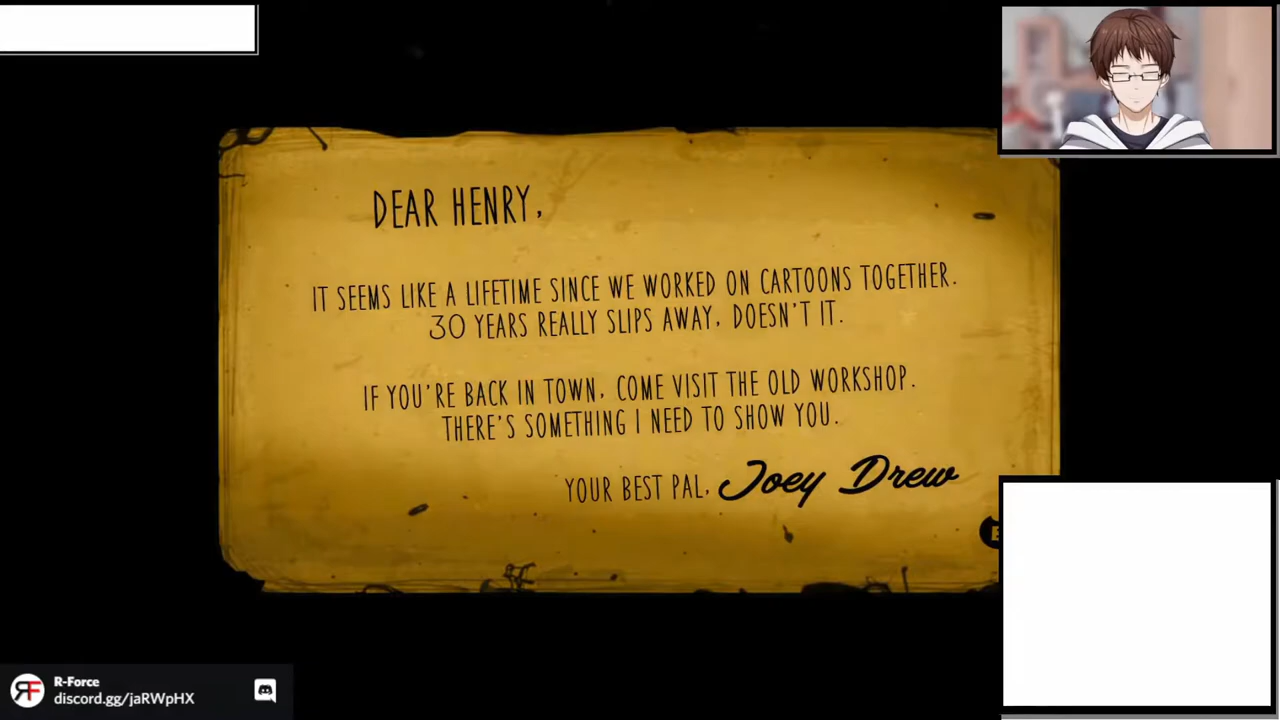 DEAR HENRY,
IT SEEMS LIKE A LIFETIME SINCE WE WORKED ON CARTOONS TOGETHER.
30 YEARS REALLY SLIPS AWAY, DOESN'T IT.
IF YOU'RE BACK IN TOWN, COME VISIT THE OLD WORKSHOP.
THERE'S SOMETHING I NEED TO SHOW YOU.
YOUR BEST PAL, Joey Drew
R-Force
discord.gg/jaRWpHX